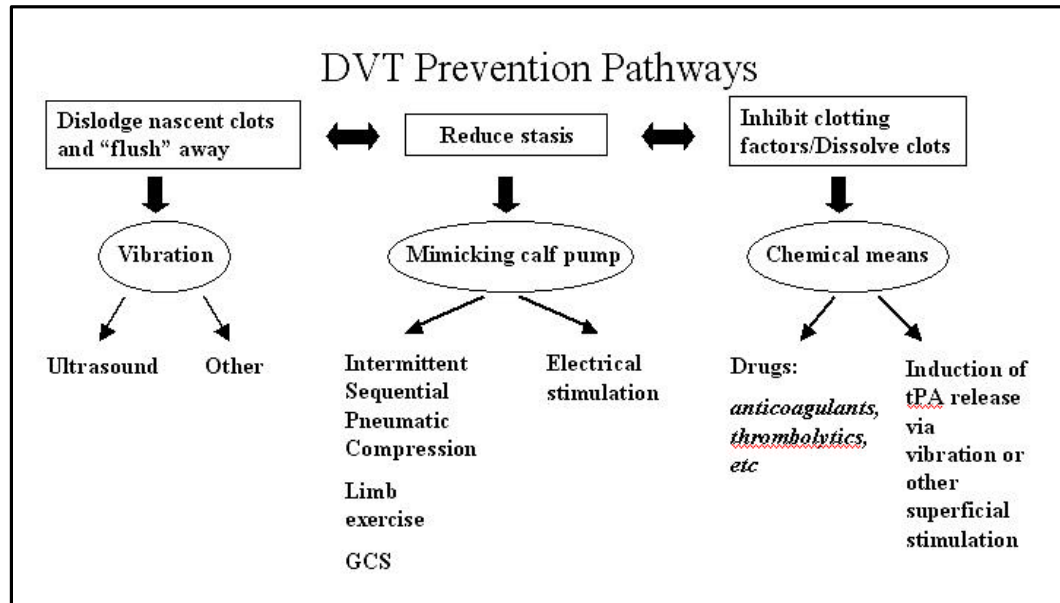 DVT Prevention Pathways
Dislodge nascent clots
and “flush” away
Reduce stasis
Inhibit clotting
factors/Dissolve clots
Vibration
Mimicking calf pump
Chemical means
Ultrasound
Other
Intermittent
Sequential
Pneumatic
Compression
Limb
exercise
GCS
Electrical
stimulation
Drugs:
anticoagulants,
thrombolytics,
etc
Induction of
tPA release
via
vibration or
other
superficial
stimulation